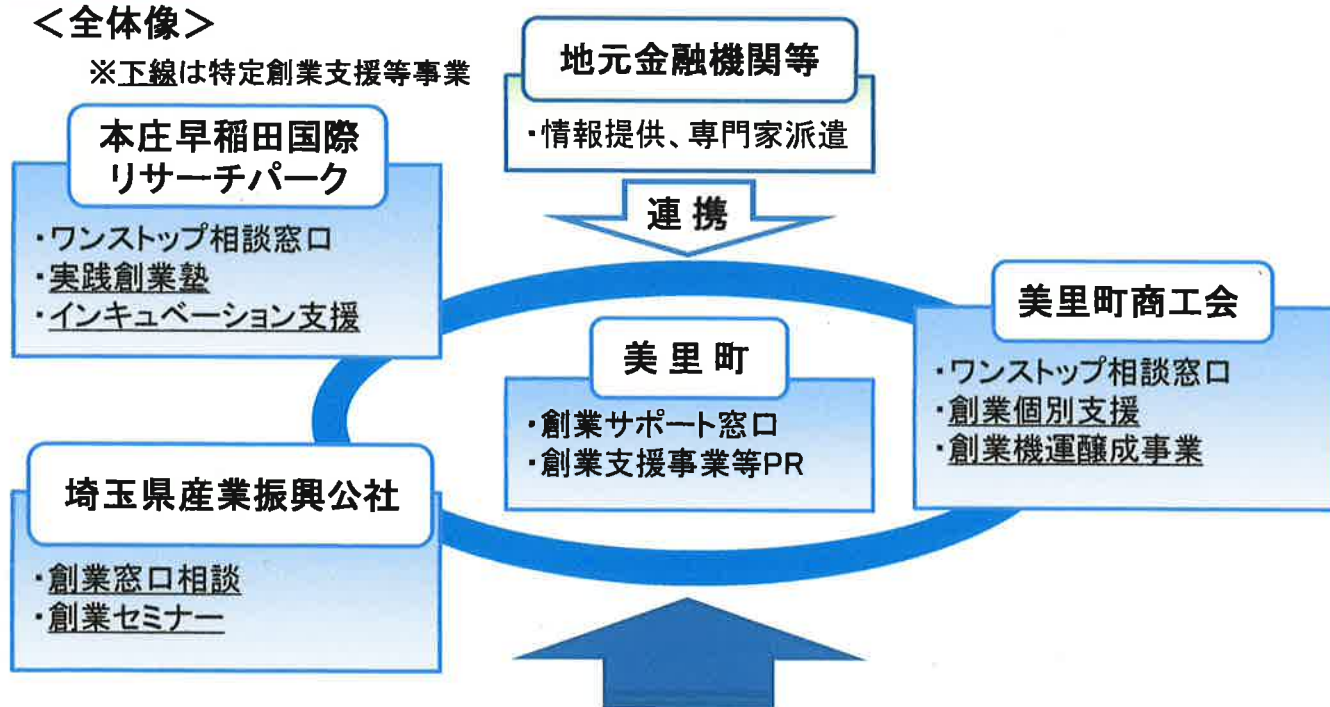 ＜全体像＞
※下線は特定創業支援等事業
地元金融機関等
・情報提供、専門家派遣
連携
本庄早稲田国際
リサーチパーク
・ワンストップ相談窓口
・実践創業塾
・インキュベーション支援
美里町
・創業サポート窓口
・創業支援事業等PR
美里町商工会
・ワンストップ相談窓口
・創業個別支援
・創業機運醸成事業
埼玉県産業振興公社
・創業窓口相談
・創業セミナー